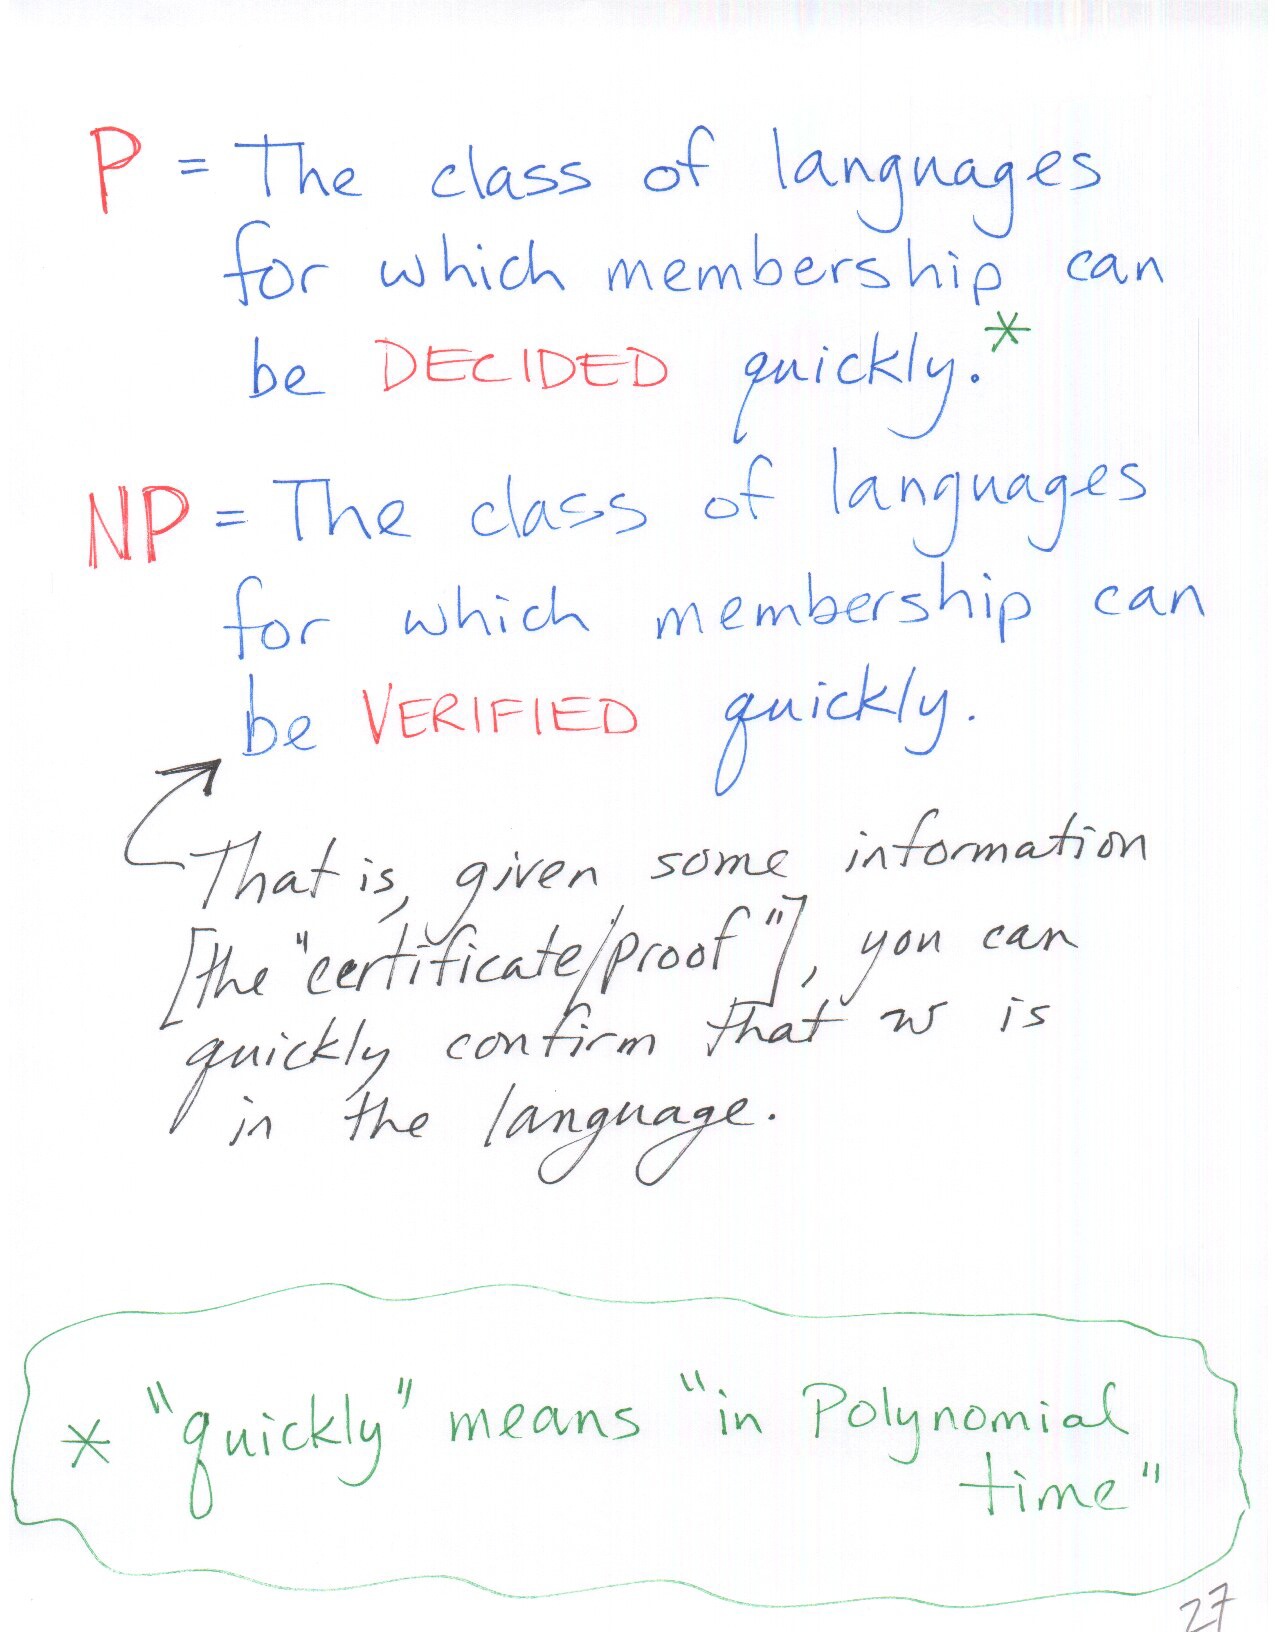 P = The class of languages
for which membership can
be DECIDED quickly.*
NP = The class of languages
for which membership can
be VERIFIED quickly.
That is, given some information
[the "certificate/proof"], you can
quickly confirm that w is
in the language.
* "quickly" means "in Polynomial
time"
27